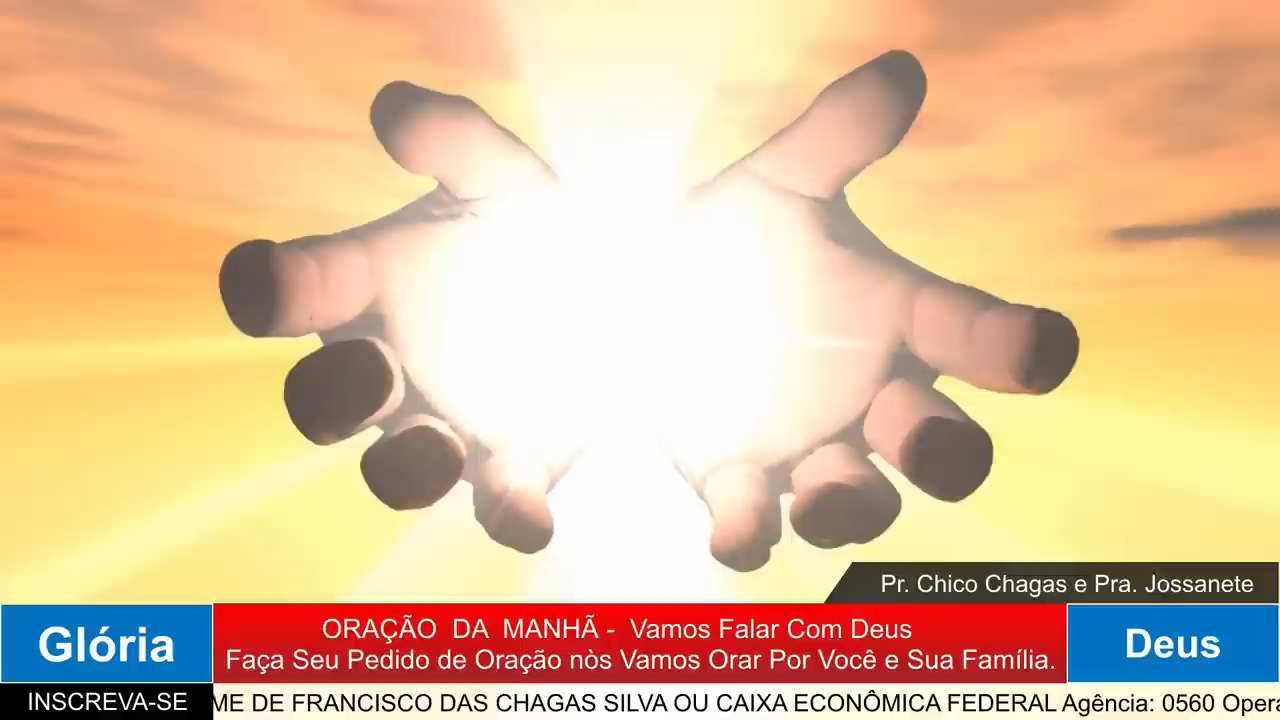 Pr. Chico Chagas e Pra. Jossanete
Glória
ORAÇÃO DA MANHÃ - Vamos Falar Com Deus
Faça Seu Pedido de Oração nòs Vamos Orar Por Você e Sua Família.
Deus
INSCREVA-SE
ME DE FRANCISCO DAS CHAGAS SILVA OU CAIXA ECONÔMICA FEDERAL Agência: 0560 Opera